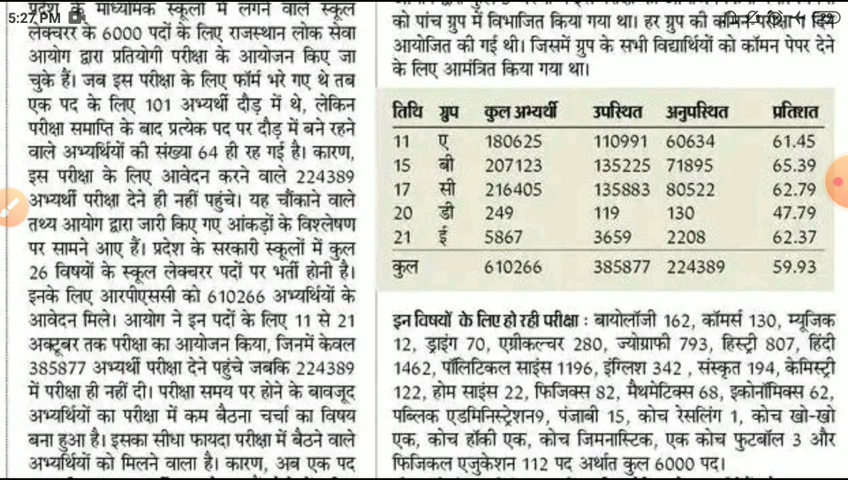 5:27 PM
प्रदेश के माध्यमिक स्कूलों में लगने वाले स्कूल
लेक्चरर के 6000 पदों के लिए राजस्थान लोक सेवा
आयोग द्वारा प्रतियोगी परीक्षा के आयोजन किए जा
चुके हैं। जब इस परीक्षा के लिए फॉर्म भरे गए थे तब
एक पद के लिए 101 अभ्यर्थी दौड़ में थे, लेकिन
परीक्षा समाप्ति के बाद प्रत्येक पद पर दौड़ में बने रहने
वाले अभ्यर्थियों की संख्या 64 ही रह गई है। कारण,
इस परीक्षा के लिए आवेदन करने वाले 224389
अभ्यर्थी परीक्षा देने ही नहीं पहुंचे। यह चौंकाने वाले
तथ्य आयोग द्वारा जारी किए गए आंकड़ों के विश्लेषण
पर सामने आए हैं। प्रदेश के सरकारी स्कूलों में कुल
26 विषयों के स्कूल लेक्चरर पदों पर भर्ती होनी है।
इनके लिए आरपीएससी को 610266 अभ्यर्थियों के
आवेदन मिले। आयोग ने इन पदों के लिए 11 से 21
अक्टूबर तक परीक्षा का आयोजन किया, जिनमें केवल
385877 अभ्यर्थी परीक्षा देने पहुंचे जबकि 224389
में परीक्षा ही नहीं दी। परीक्षा समय पर होने के बावजूद
अभ्यर्थियों का परीक्षा में कम बैठना चर्चा का विषय
बना हुआ है। इसका सीधा फायदा परीक्षा में बैठने वाले
अभ्यर्थियों को मिलने वाला है। कारण, अब एक पद
को पांच ग्रुप में विभाजित किया गया था। हर ग्रुप की कॉमन परीक्षा
आयोजित की गई थी। जिसमें ग्रुप के सभी विद्यार्थियों को कॉमन पेपर देने
के लिए आमंत्रित किया गया था।
तिथि ग्रुप कुल अभ्यर्थी उपस्थित अनुपस्थित प्रतिशत
11 ए 180625 110991 60634 61.45
15 बी 207123 135225 71895 65.39
17 सी 216405 135883 80522 62.79
20 डी 249 119 130 47.79
21 ई 5867 3659 2208 62.37
कुल 610266 385877 224389 59.93
इन विषयों के लिए हो रही परीक्षा : बायोलॉजी 162, कॉमर्स 130, म्यूजिक
12, ड्राइंग 70, एग्रीकल्चर 280, ज्योग्राफी 793, हिस्ट्री 807, हिंदी
1462, पॉलिटिकल साइंस 1196, इंग्लिश 342 , संस्कृत 194, केमिस्ट्री
122, होम साइंस 22, फिजिक्स 82, मैथमेटिक्स 68, इकोनॉमिक्स 62,
पब्लिक एडमिनिस्ट्रेशन9, पंजाबी 15, कोच रेसलिंग 1, कोच खो-खो
एक, कोच हॉकी एक, कोच जिमनास्टिक, एक कोच फुटबॉल 3 और
फिजिकल एजुकेशन 112 पद अर्थात कुल 6000 पद।